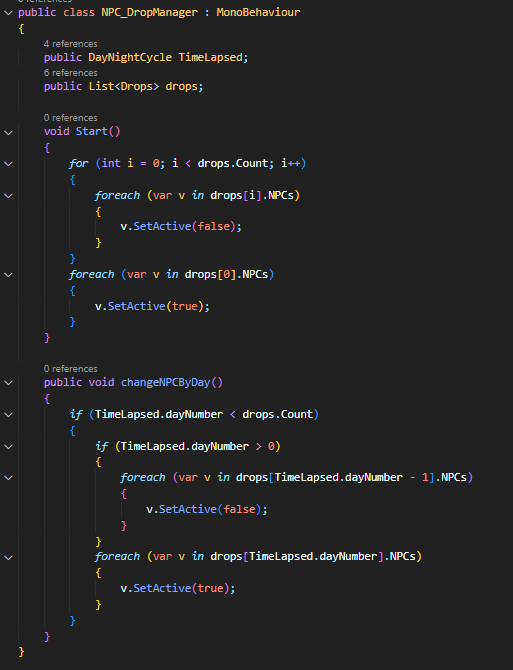 public class NPC_DropManager : MonoBehaviour
{
4 references
public DayNightCycle TimeLapsed;
6 references
public List<Drops> drops;
0 references
void Start()
{
for (int i = 0; i < drops.Count; i++)
{
foreach (var v in drops[i].NPCs)
{
v.SetActive(false);
}
}
foreach (var v in drops[0].NPCs)
{
v.SetActive(true);
}
}
0 references
public void changeNPCByDay()
{
if (TimeLapsed.dayNumber < drops.Count)
{
if (TimeLapsed.dayNumber > 0)
{
foreach (var v in drops[TimeLapsed.dayNumber - 1].NPCs)
{
v.SetActive(false);
}
}
foreach (var v in drops[TimeLapsed.dayNumber].NPCs)
{
v.SetActive(true);
}
}
}
}